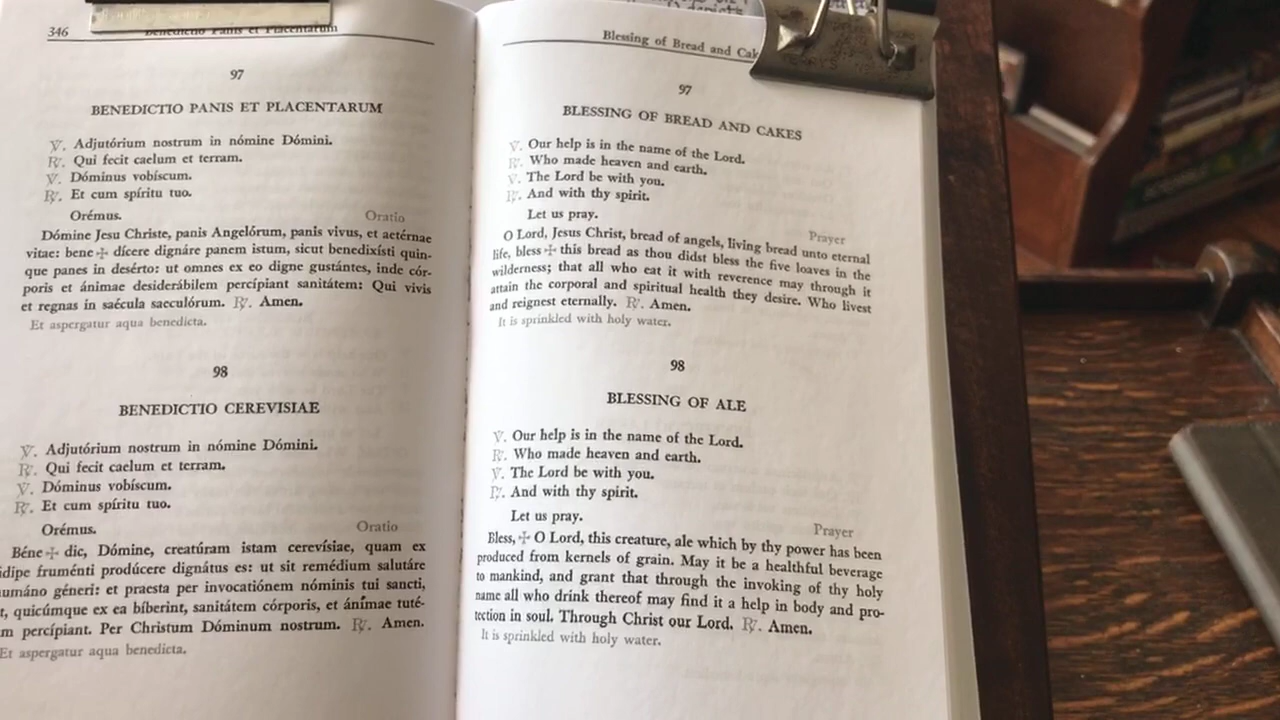 346
Benedictio Panis et Placentarum
97
BENEDICTIO PANIS ET PLACENTARUM
℣. Adjutórium nostrum in nómine Dómini.
℟. Qui fecit caelum et terram.
℣. Dóminus vobíscum.
℟. Et cum spíritu tuo.
Orémus. Oratio
Dómine Jesu Christe, panis Angelórum, panis vivus, et aetérnae
vitae: bene ✠ dícere dignáre panem istum, sicut benedixísti quin-
que panes in desérto: ut omnes ex eo digne gustántes, inde cór-
poris et ánimae desiderábilem percípiant sanitátem: Qui vivis
et regnas in saécula saeculórum. ℟. Amen.
Et aspergatur aqua benedicta.
98
BENEDICTIO CEREVISIAE
℣. Adjutórium nostrum in nómine Dómini.
℟. Qui fecit caelum et terram.
℣. Dóminus vobíscum.
℟. Et cum spíritu tuo.
Orémus. Oratio
Béne ✠ dic, Dómine, creatúram istam cerevísiae, quam ex
ídipe fruménti prodúcere dignátus es: ut sit remédium salutáre
umáno géneri: et praesta per invocatiónem nóminis tui sancti,
t, quicúmque ex ea bíberint, sanitátem córporis, et ánimae tuté-
m percípiant. Per Christum Dóminum nostrum. ℟. Amen.
Et aspergatur aqua benedicta.
Blessing of Bread and Cak
97
BLESSING OF BREAD AND CAKES
℣. Our help is in the name of the Lord.
℟. Who made heaven and earth.
℣. The Lord be with you.
℟. And with thy spirit.
Let us pray. Prayer
O Lord, Jesus Christ, bread of angels, living bread unto eternal
life, bless ✠ this bread as thou didst bless the five loaves in the
wilderness; that all who eat it with reverence may through it
attain the corporal and spiritual health they desire. Who livest
and reignest eternally. ℟. Amen.
It is sprinkled with holy water.
98
BLESSING OF ALE
℣. Our help is in the name of the Lord.
℟. Who made heaven and earth.
℣. The Lord be with you.
℟. And with thy spirit.
Let us pray. Prayer
Bless, ✠ O Lord, this creature, ale which by thy power has been
produced from kernels of grain. May it be a healthful beverage
to mankind, and grant that through the invoking of thy holy
name all who drink thereof may find it a help in body and pro-
tection in soul. Through Christ our Lord. ℟. Amen.
It is sprinkled with holy water.